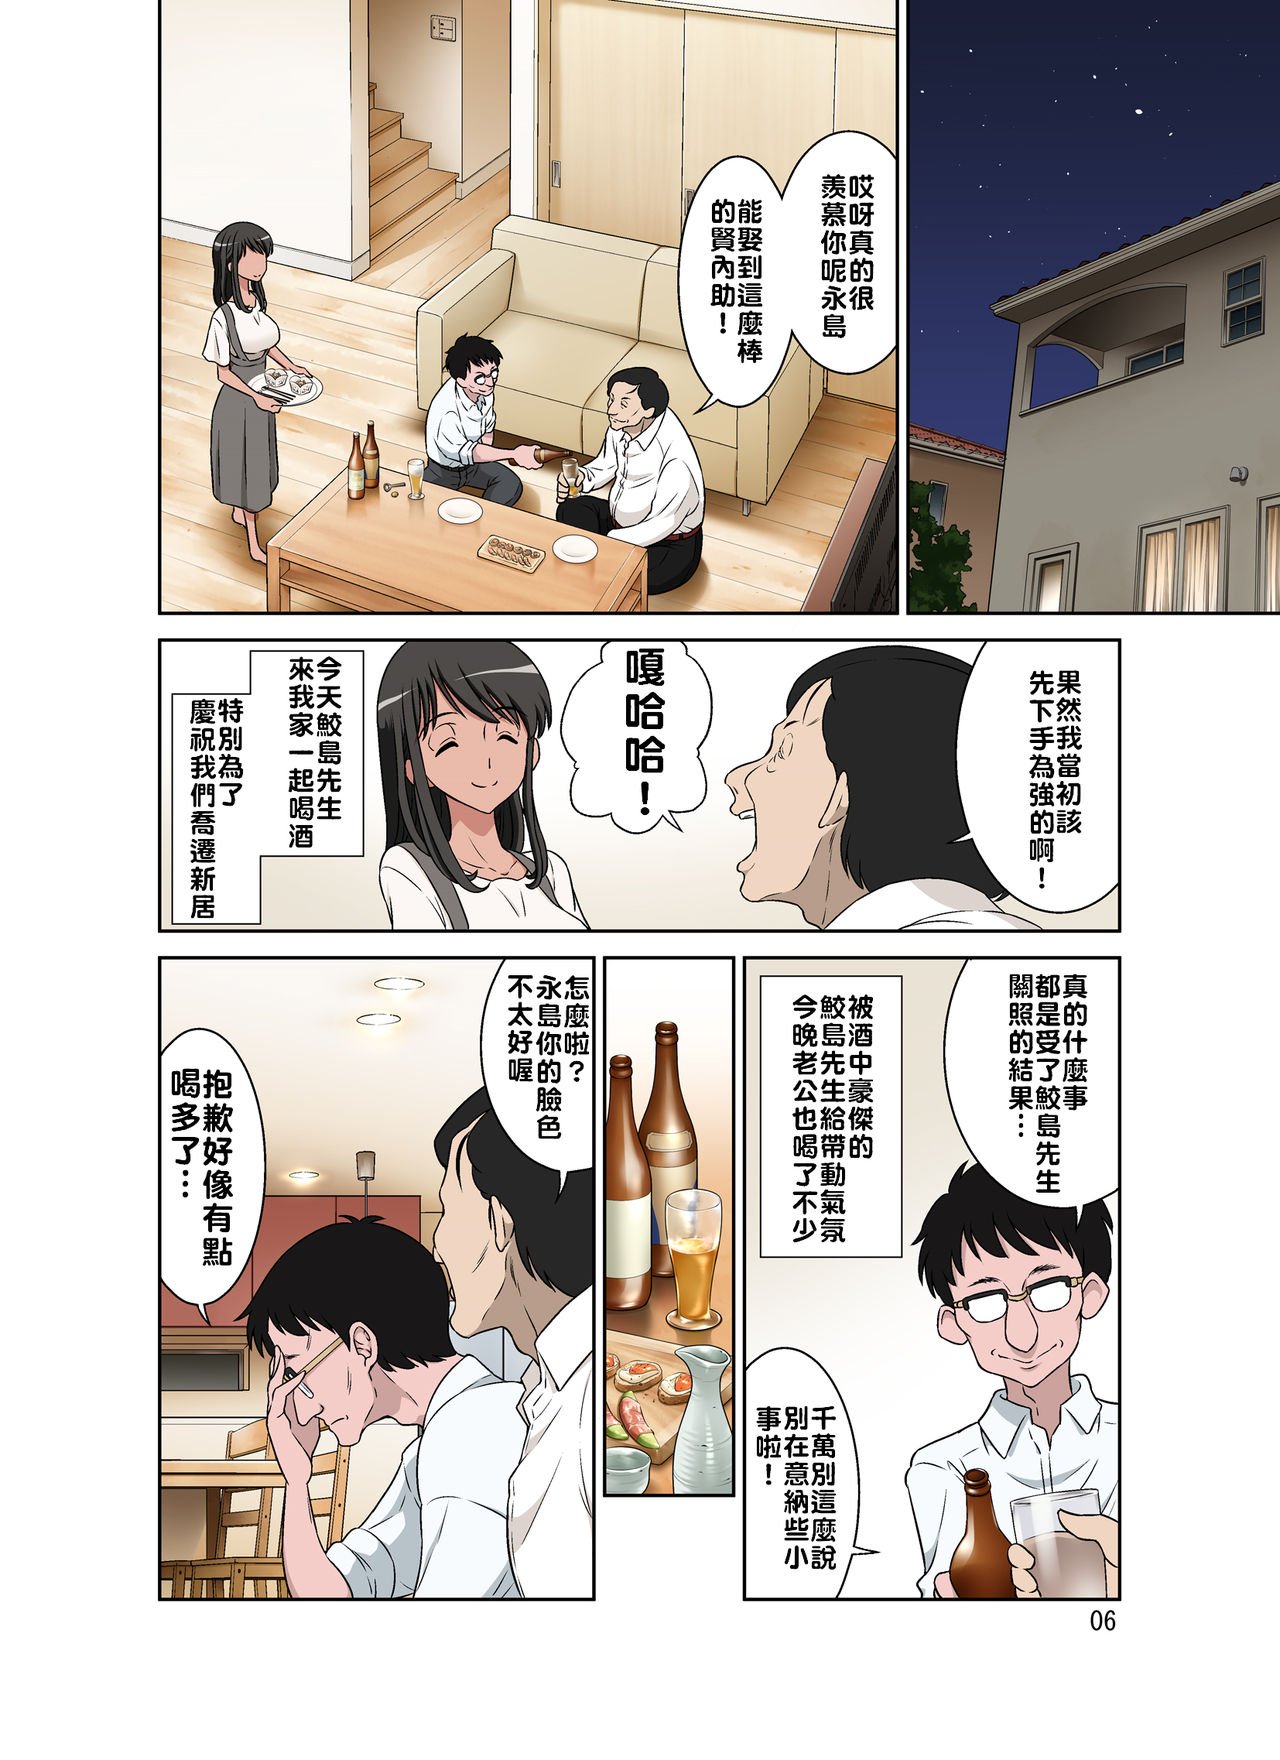 哎呀真的很
羨慕你呢永島
能娶到這麼棒
的賢內助！
果然我當初該
先下手為強的啊！
嘎哈哈！
今天鮫島先生
來我家一起喝酒
特別為了
慶祝我們喬遷新居
真的什麼事
都是受了鮫島先生
關照的結果…
被酒中豪傑的
鮫島先生給帶動氣氛
今晚老公也喝了不少
千萬別這麼說
別在意納些小
事啦！
怎麼啦？
永島你的臉色
不太好喔
抱歉好像有點
喝多了…
06